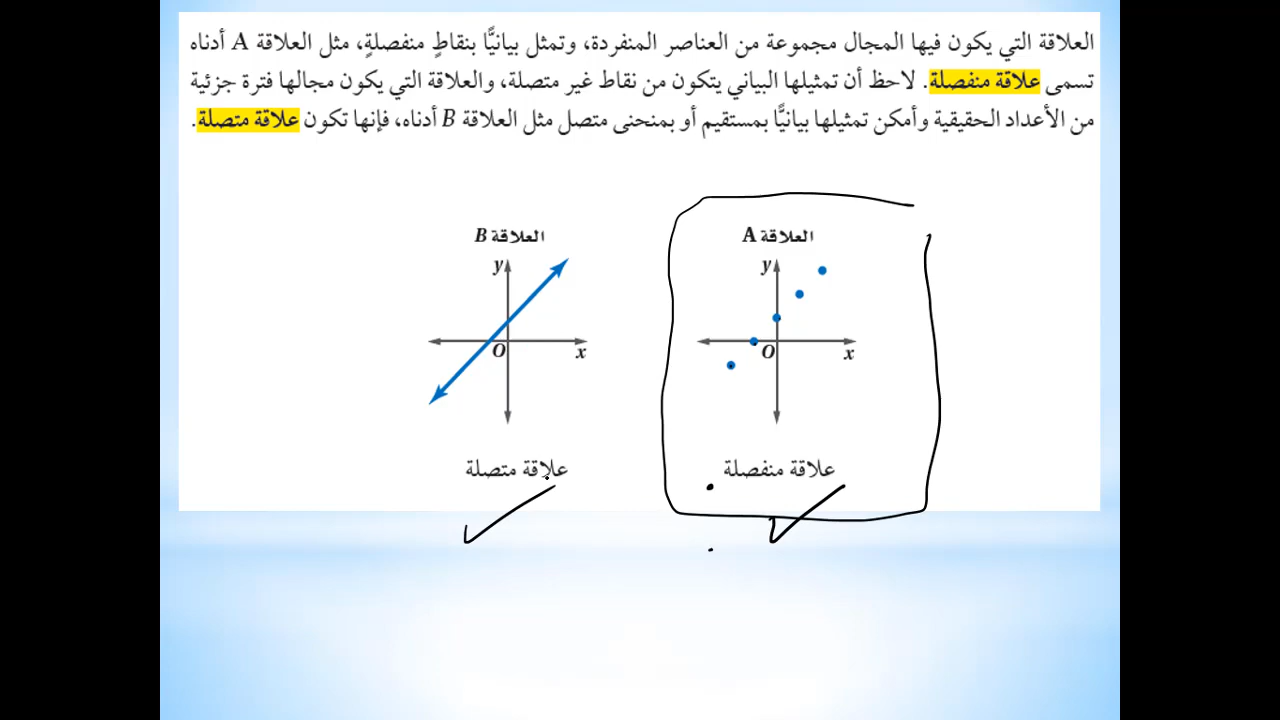 العلاقة التي يكون فيها المجال مجموعة من العناصر المنفردة، وتمثل بيانيًّا بنقاطٍ منفصلةٍ، مثل العلاقة A أدناه
تسمى علاقة منفصلة. لاحظ أن تمثيلها البياني يتكون من نقاط غير متصلة، والعلاقة التي يكون مجالها فترة جزئية
من الأعداد الحقيقية وأمكن تمثيلها بيانيًّا بمستقيم أو بمنحنى متصل مثل العلاقة B أدناه، فإنها تكون علاقة متصلة.
العلاقة A
y
O
x
علاقة منفصلة
العلاقة B
y
O
x
علاقة متصلة